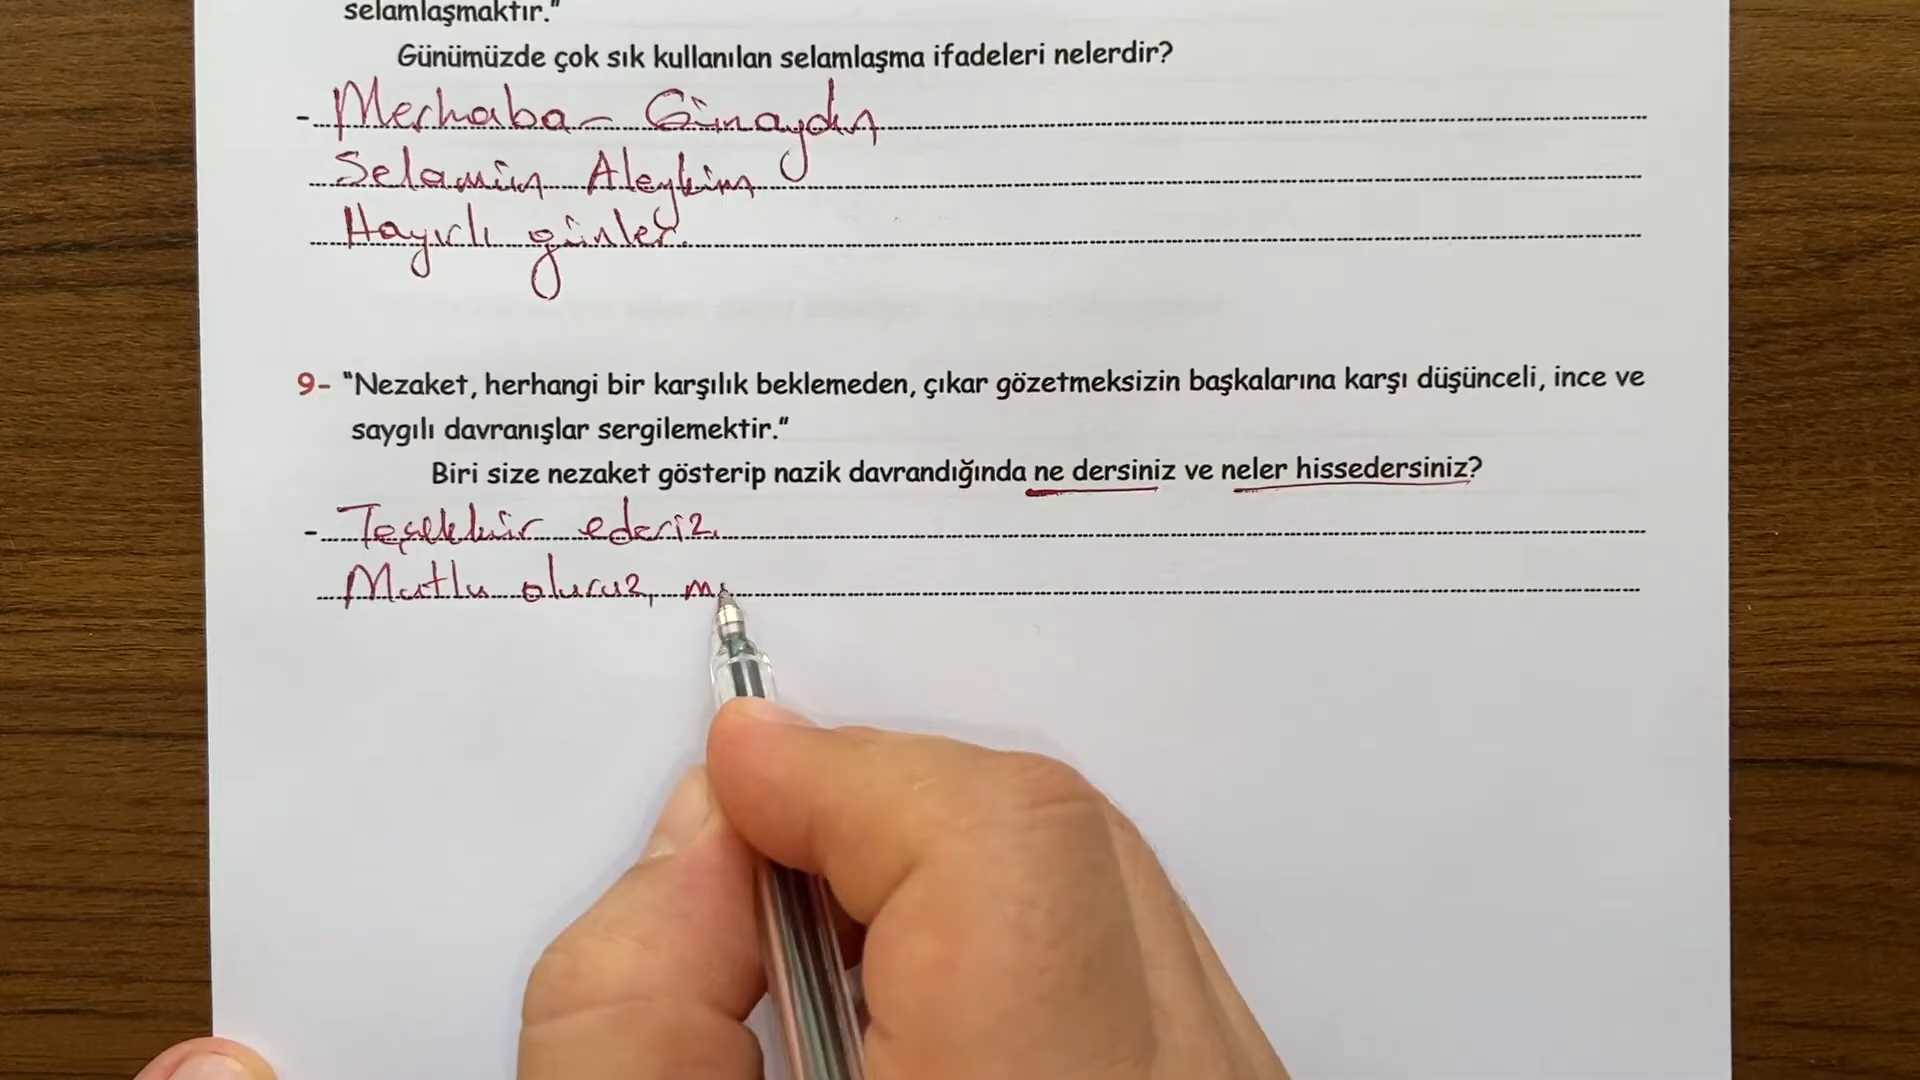 selamlaşmaktır."
Günümüzde çok sık kullanılan selamlaşma ifadeleri nelerdir?
- Merhaba - Günaydın
Selamün Aleyküm
Hayırlı günler.
9- "Nezaket, herhangi bir karşılık beklemeden, çıkar gözetmeksizin başkalarına karşı düşünceli, ince ve
saygılı davranışlar sergilemektir."
Biri size nezaket gösterip nazik davrandığında ne dersiniz ve neler hissedersiniz?
- Teşekkür ederiz.
Mutlu oluruz,